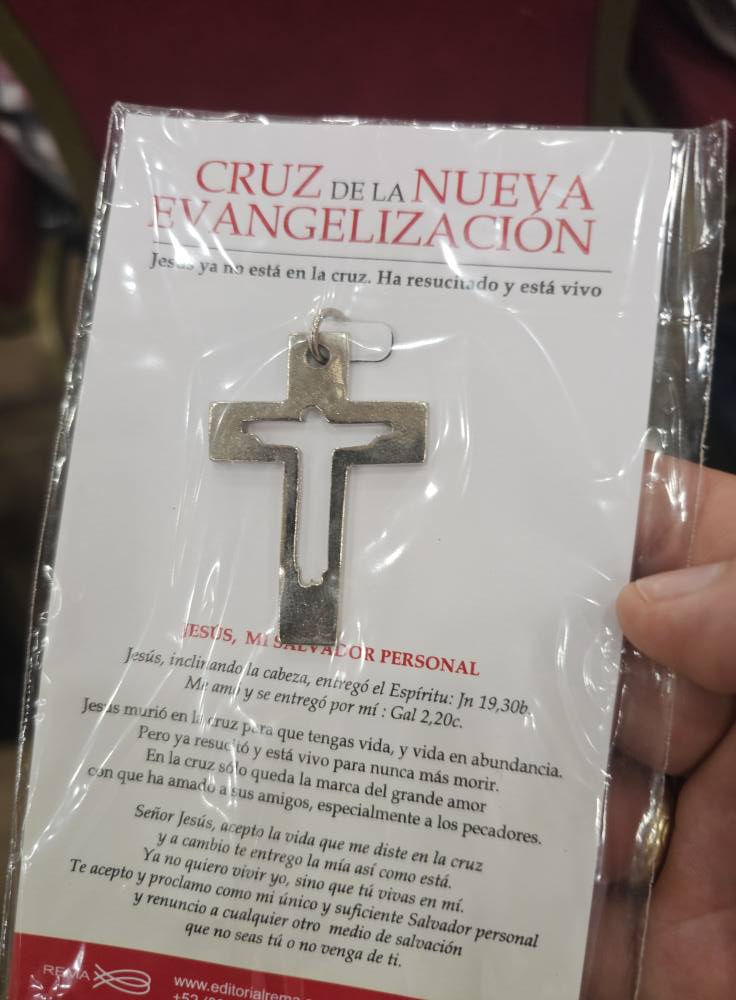 CRUZ DE LA NUEVA
EVANGELIZACIÓN
Jesús ya no está en la cruz. Ha resucitado y está vivo
JESÚS, MI SALVADOR PERSONAL
Jesús, inclinando la cabeza, entregó el Espíritu: Jn 19,30b.
Me amo y se entregó por mí : Gal 2,20c.
Jesus murió en la cruz para que tengas vida, y vida en abundancia.
Pero ya resucitó y está vivo para nunca más morir.
En la cruz sólo queda la marca del grande amor
con que ha amado a sus amigos, especialmente a los pecadores.
Señor Jesús, acepto la vida que me diste en la cruz
y a cambio te entrego la mía así como está.
Ya no quiero vivir yo, sino que tú vivas en mí.
Te acepto y proclamo como mi único y suficiente Salvador personal
y renuncio a cualquier otro medio de salvación
que no seas tú o no venga de ti.
REMA
www.editorialrema
+52